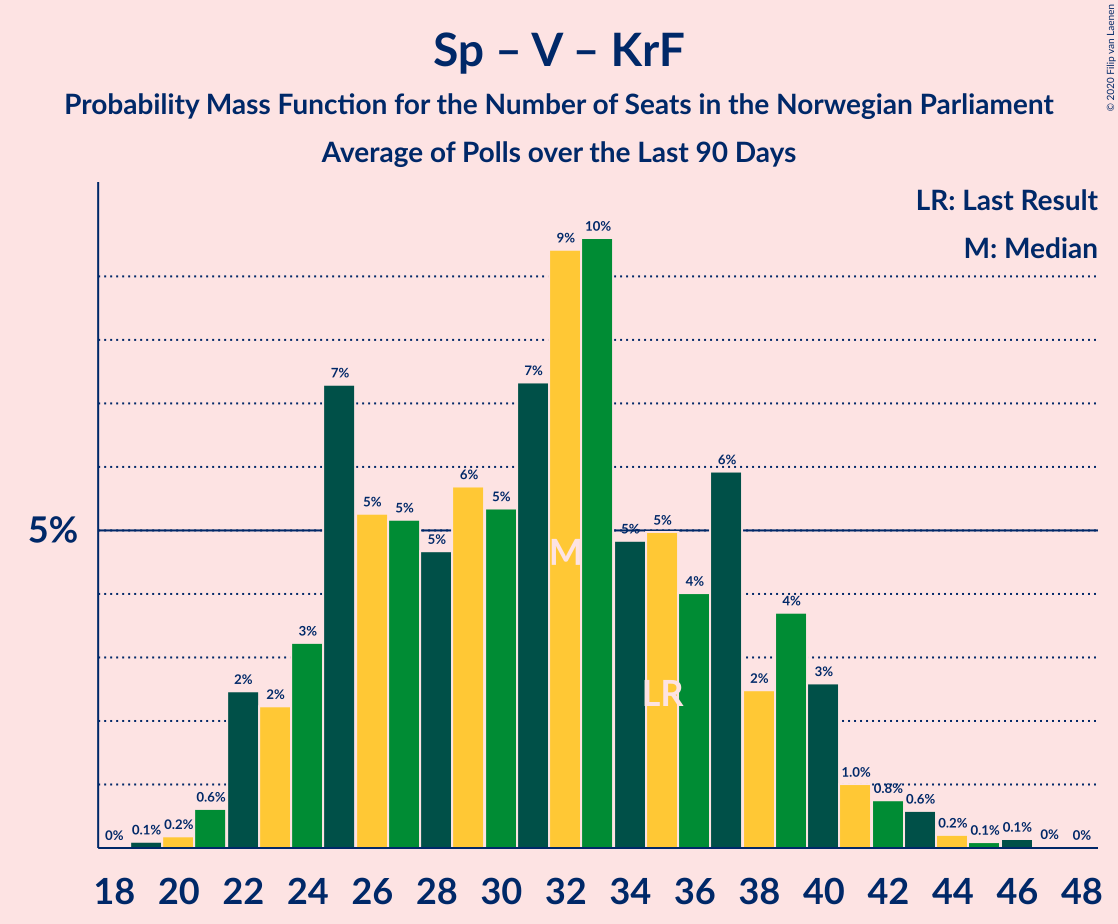 Sp – V – KrF
Probability Mass Function for the Number of Seats in the Norwegian Parliament
Average of Polls over the Last 90 Days
© 2020 Filip van Laenen
LR: Last Result
M: Median
5%
0% 0.1% 0.2% 0.6% 2% 2% 3% 7% 5% 5% 5% 6% 5% 7% 9% 10% 5% 5% 4% 6% 2% 4% 3% 1.0% 0.8% 0.6% 0.2% 0.1% 0.1% 0% 0%
M
LR
18 20 22 24 26 28 30 32 34 36 38 40 42 44 46 48